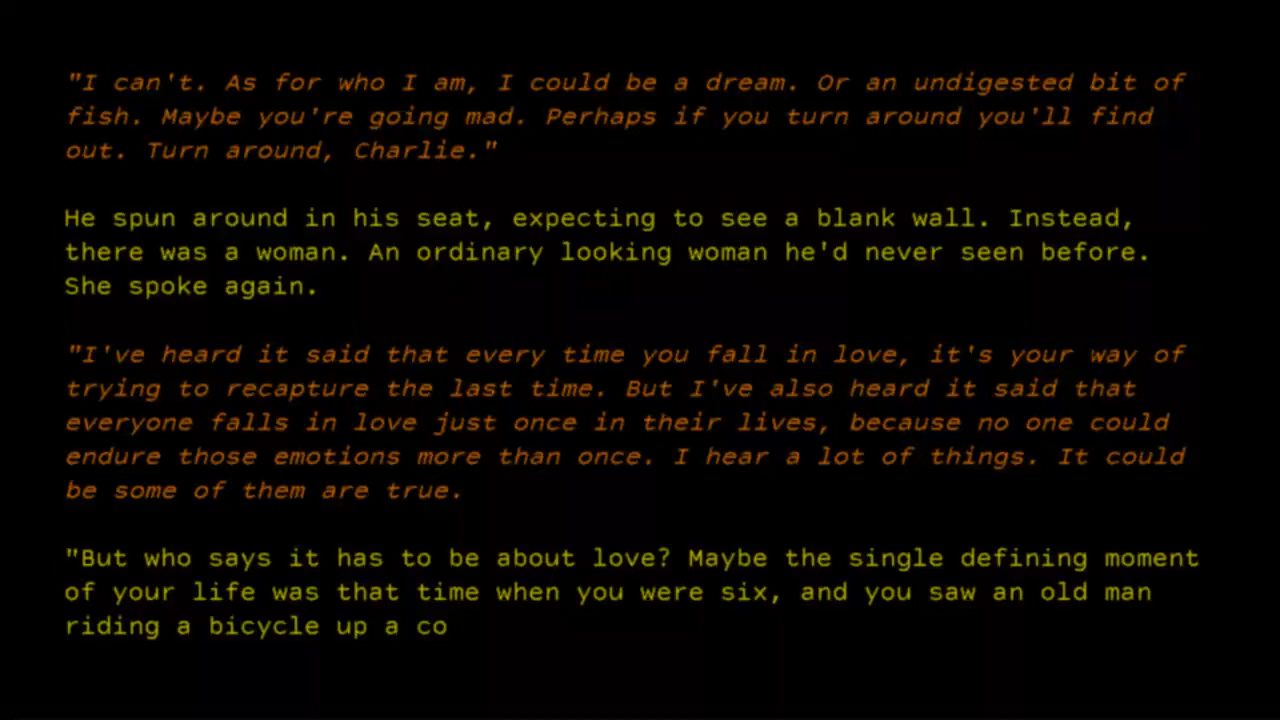 "I can't. As for who I am, I could be a dream. Or an undigested bit of
fish. Maybe you're going mad. Perhaps if you turn around you'll find
out. Turn around, Charlie."
He spun around in his seat, expecting to see a blank wall. Instead,
there was a woman. An ordinary looking woman he'd never seen before.
She spoke again.
"I've heard it said that every time you fall in love, it's your way of
trying to recapture the last time. But I've also heard it said that
everyone falls in love just once in their lives, because no one could
endure those emotions more than once. I hear a lot of things. It could
be some of them are true.
"But who says it has to be about love? Maybe the single defining moment
of your life was that time when you were six, and you saw an old man
riding a bicycle up a co